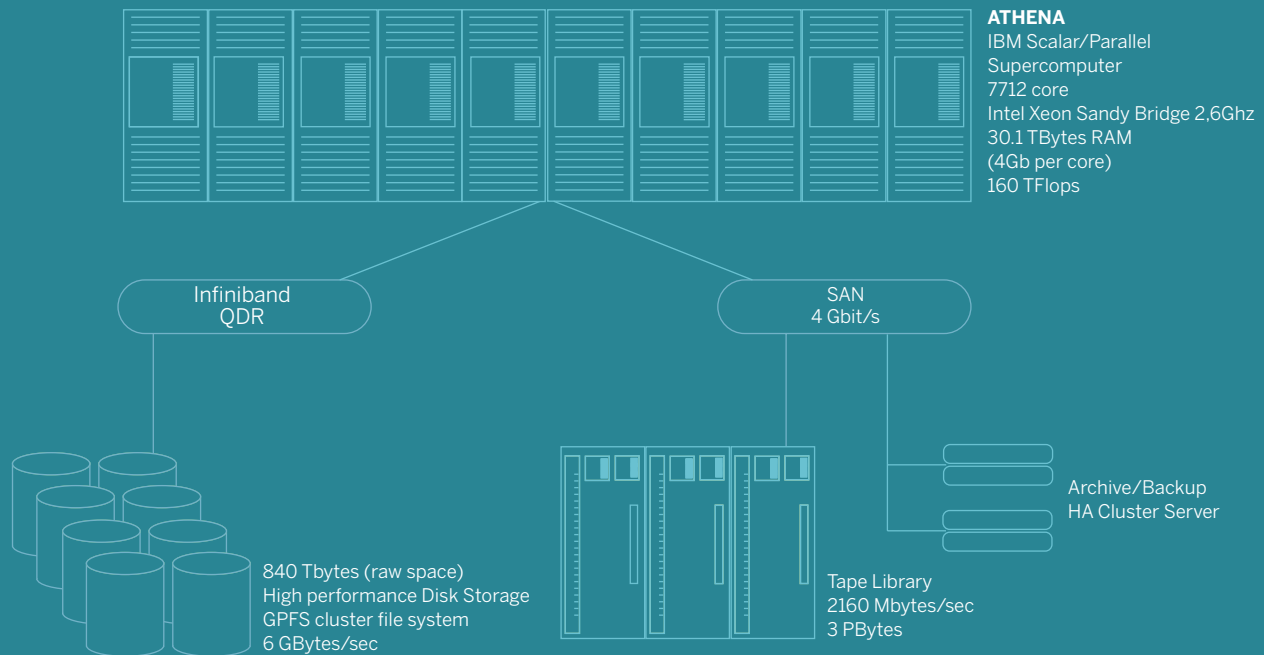 ATHENA
IBM Scalar/Parallel
Supercomputer
7712 core
Intel Xeon Sandy Bridge 2,6Ghz
30.1 TBytes RAM
(4Gb per core)
160 TFlops
Infiniband
QDR
SAN
4 Gbit/s
840 Tbytes (raw space)
High performance Disk Storage
GPFS cluster file system
6 GBytes/sec
Tape Library
2160 Mbytes/sec
3 PBytes
Archive/Backup
HA Cluster Server